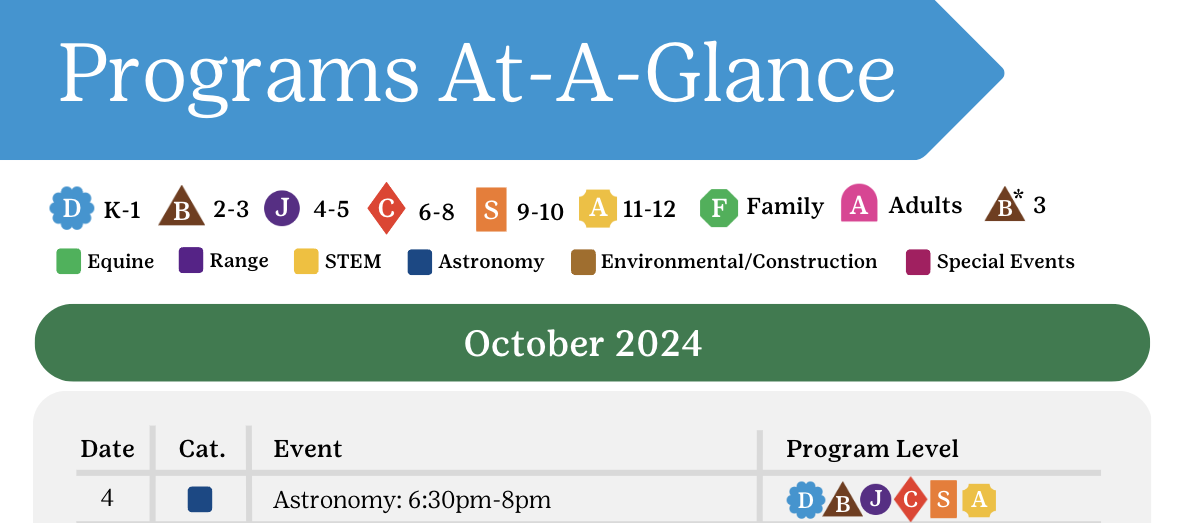 Programs At-A-Glance
D K-1 B 2-3 J 4-5 C 6-8 S 9-10 A 11-12 F Family A Adults B* 3
Equine Range STEM Astronomy Environmental/Construction Special Events
October 2024
Date Cat. Event Program Level
4 Astronomy: 6:30pm-8pm D B J C S A